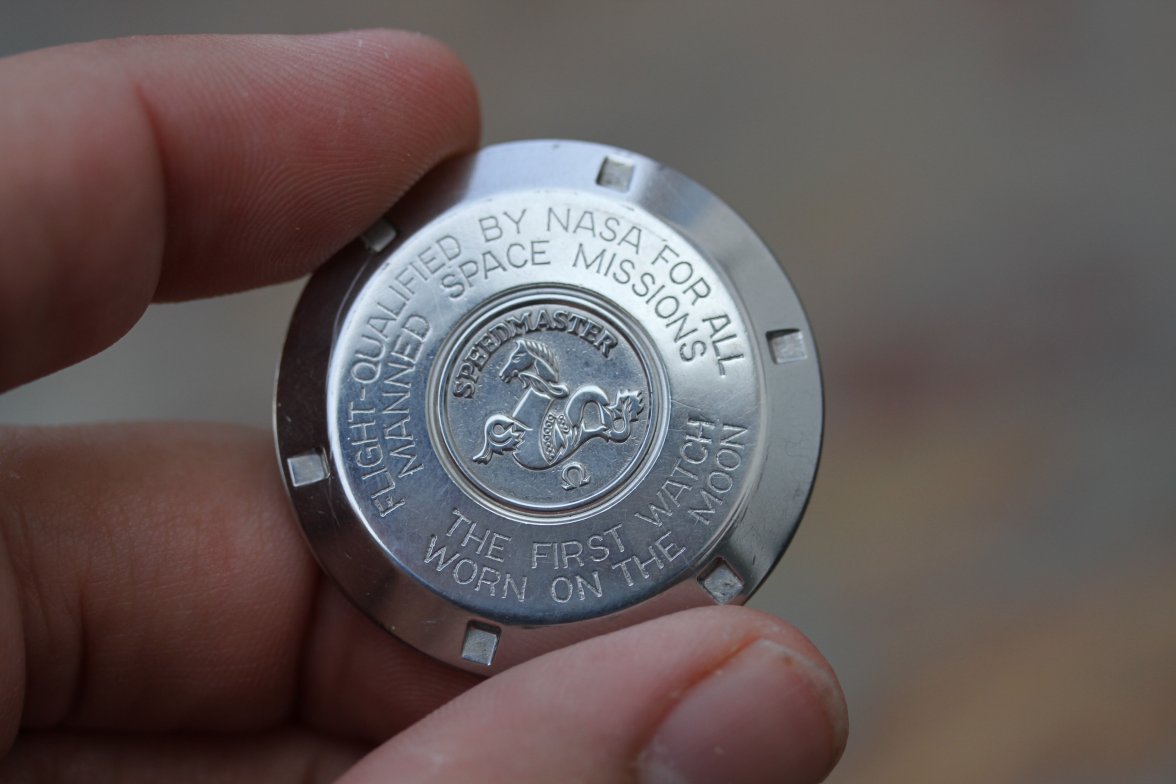 FLIGHT-QUALIFIED BY NASA FOR ALL
MANNED SPACE MISSIONS
SPEEDMASTER
Ω
THE FIRST WATCH
WORN ON THE MOON